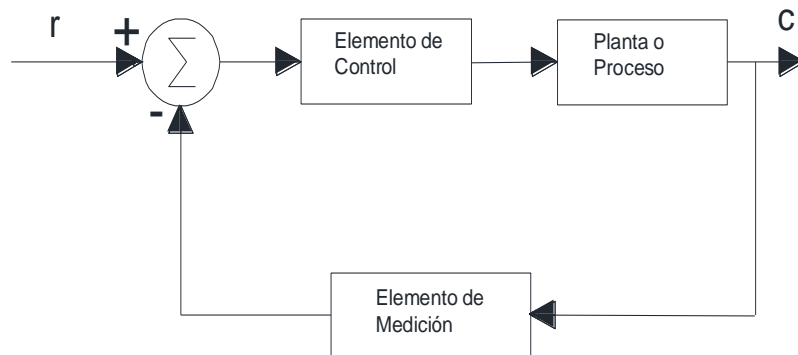 r
+
Σ
-
Elemento de
Control
Planta o
Proceso
c
Elemento de
Medición